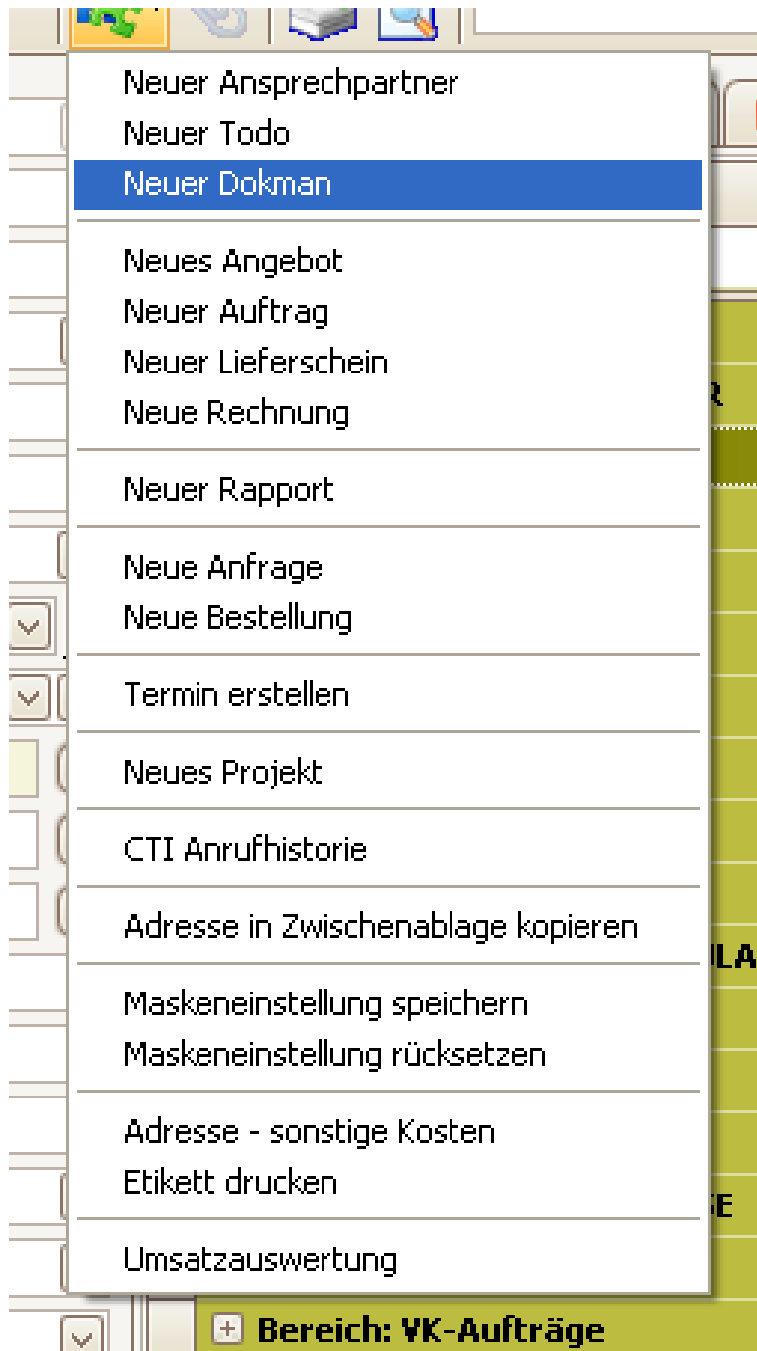 Neuer Ansprechpartner
Neuer Todo
Neuer Dokman
Neues Angebot
Neuer Auftrag
Neuer Lieferschein
Neue Rechnung
R
Neuer Rapport
Neue Anfrage
Neue Bestellung
Termin erstellen
Neues Projekt
CTI Anrufhistorie
Adresse in Zwischenablage kopieren
LA
Maskeneinstellung speichern
Maskeneinstellung rücksetzen
Adresse - sonstige Kosten
Etikett drucken
E
Umsatzauswertung
Bereich: VK-Aufträge